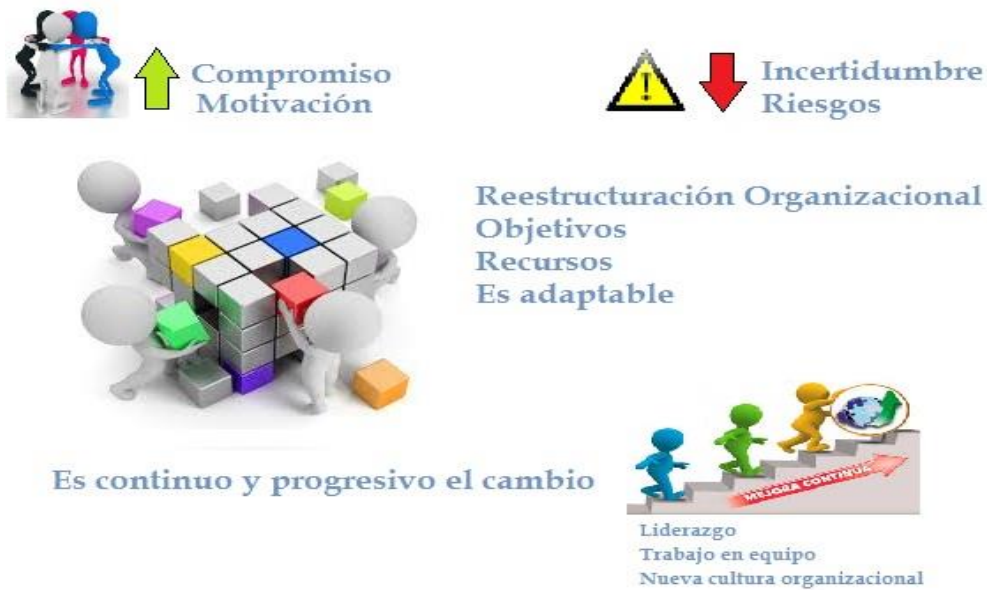 Compromiso
Motivación
Incertidumbre
Riesgos
Reestructuración Organizacional
Objetivos
Recursos
Es adaptable
Es continuo y progresivo el cambio
MEJORA CONTINUA
Liderazgo
Trabajo en equipo
Nueva cultura organizacional